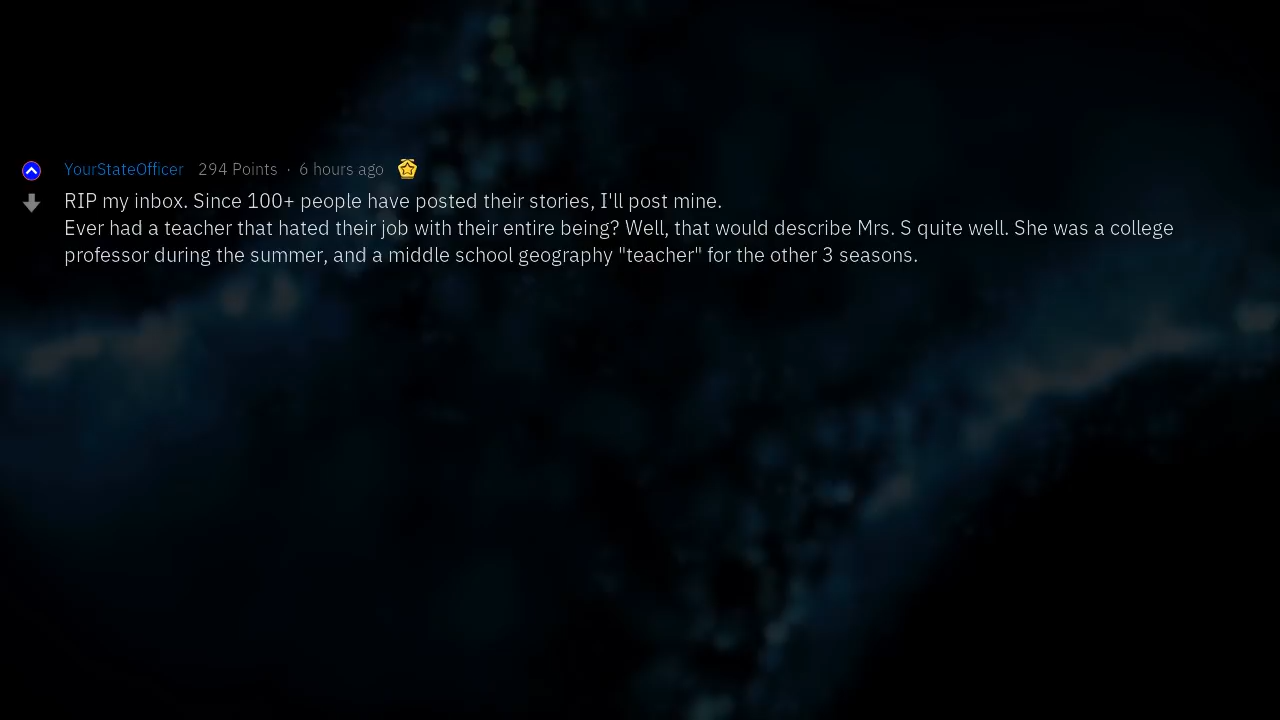 YourStateOfficer 294 Points · 6 hours ago
RIP my inbox. Since 100+ people have posted their stories, I'll post mine.
Ever had a teacher that hated their job with their entire being? Well, that would describe Mrs. S quite well. She was a college
professor during the summer, and a middle school geography "teacher" for the other 3 seasons.